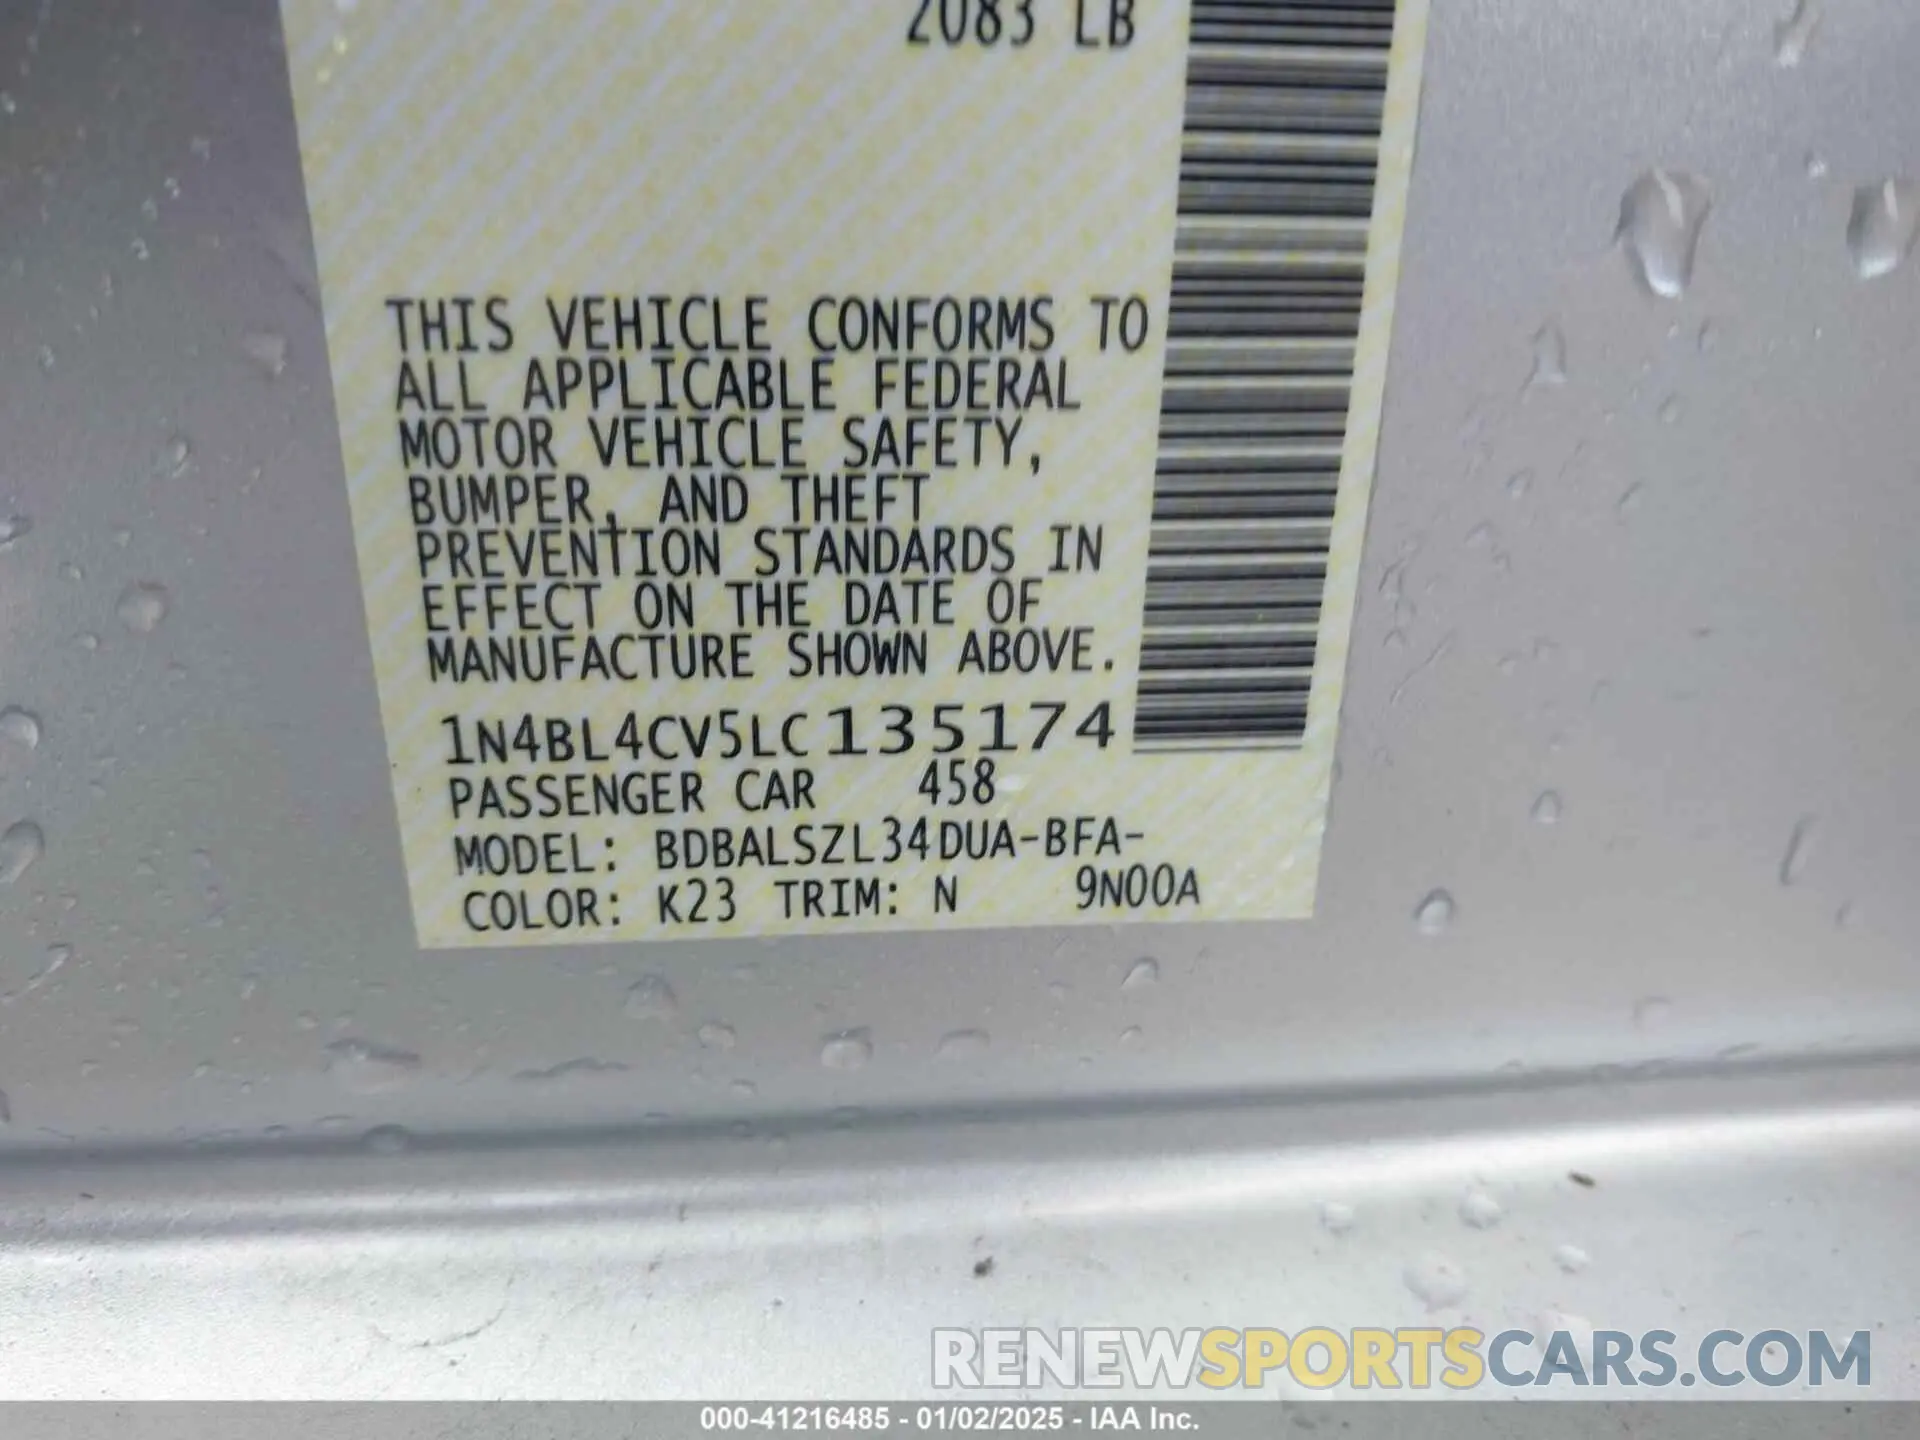 2083 LB
THIS VEHICLE CONFORMS TO
ALL APPLICABLE FEDERAL
MOTOR VEHICLE SAFETY,
BUMPER, AND THEFT
PREVENTION STANDARDS IN
EFFECT ON THE DATE OF
MANUFACTURE SHOWN ABOVE.
1N4BL4CV5LC135174
PASSENGER CAR 458
MODEL: BDBALSZL34DUA-BFA-
COLOR: K23 TRIM: N 9N00A
RENEWSPORTSCARS.COM
000-41216485 - 01/02/2025 - IAA Inc.